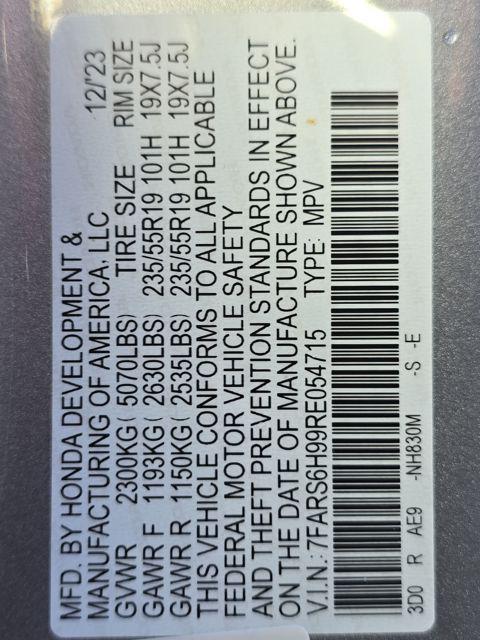 MFD. BY HONDA DEVELOPMENT &
MANUFACTURING OF AMERICA, LLC 12/23
GVWR 2300KG ( 5070LBS) TIRE SIZE RIM SIZE
GAWR F 1193KG ( 2630LBS) 235/55R19 101H 19X7.5J
GAWR R 1150KG ( 2535LBS) 235/55R19 101H 19X7.5J
THIS VEHICLE CONFORMS TO ALL APPLICABLE
FEDERAL MOTOR VEHICLE SAFETY
AND THEFT PREVENTION STANDARDS IN EFFECT
ON THE DATE OF MANUFACTURE SHOWN ABOVE.
V.I.N.: 7FARS6H99RE054715 TYPE: MPV
3D0 R AE9 -NH830M -S -E